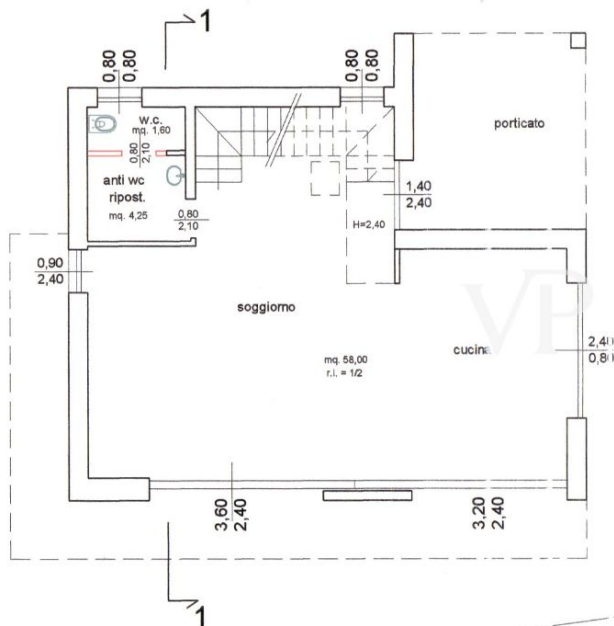 1
0,80
0,80
0,80
0,80
w.c.
mq. 1,60
0,80
2,10
anti wc
ripost.
mq. 4,25
0,80
2,10
porticato
1,40
2,40
H=2,40
0,90
2,40
soggiorno
mq. 58,00
r.i. = 1/2
cucina
VP
2,40
0,80
3,60
2,40
3,20
2,40
1